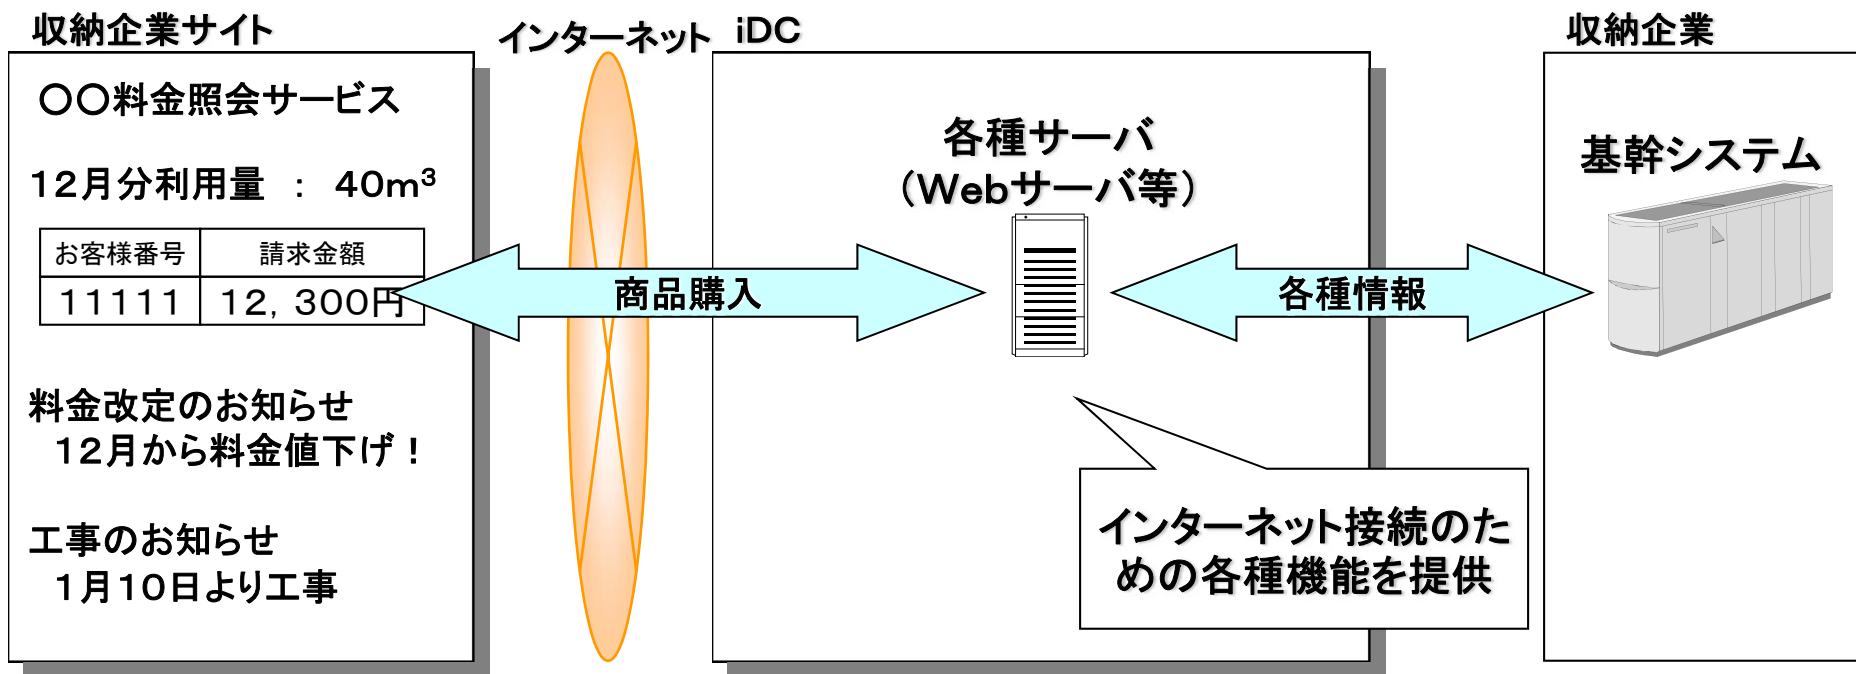 収納企業サイト
〇〇料金照会サービス
12月分利用量 ： 40m³
お客様番号 請求金額
11111 12，300円
料金改定のお知らせ
12月から料金値下げ！
工事のお知らせ
1月10日より工事
インターネット
商品購入
iDC
各種サーバ
（Webサーバ等）
各種情報
インターネット接続のた
めの各種機能を提供
収納企業
基幹システム